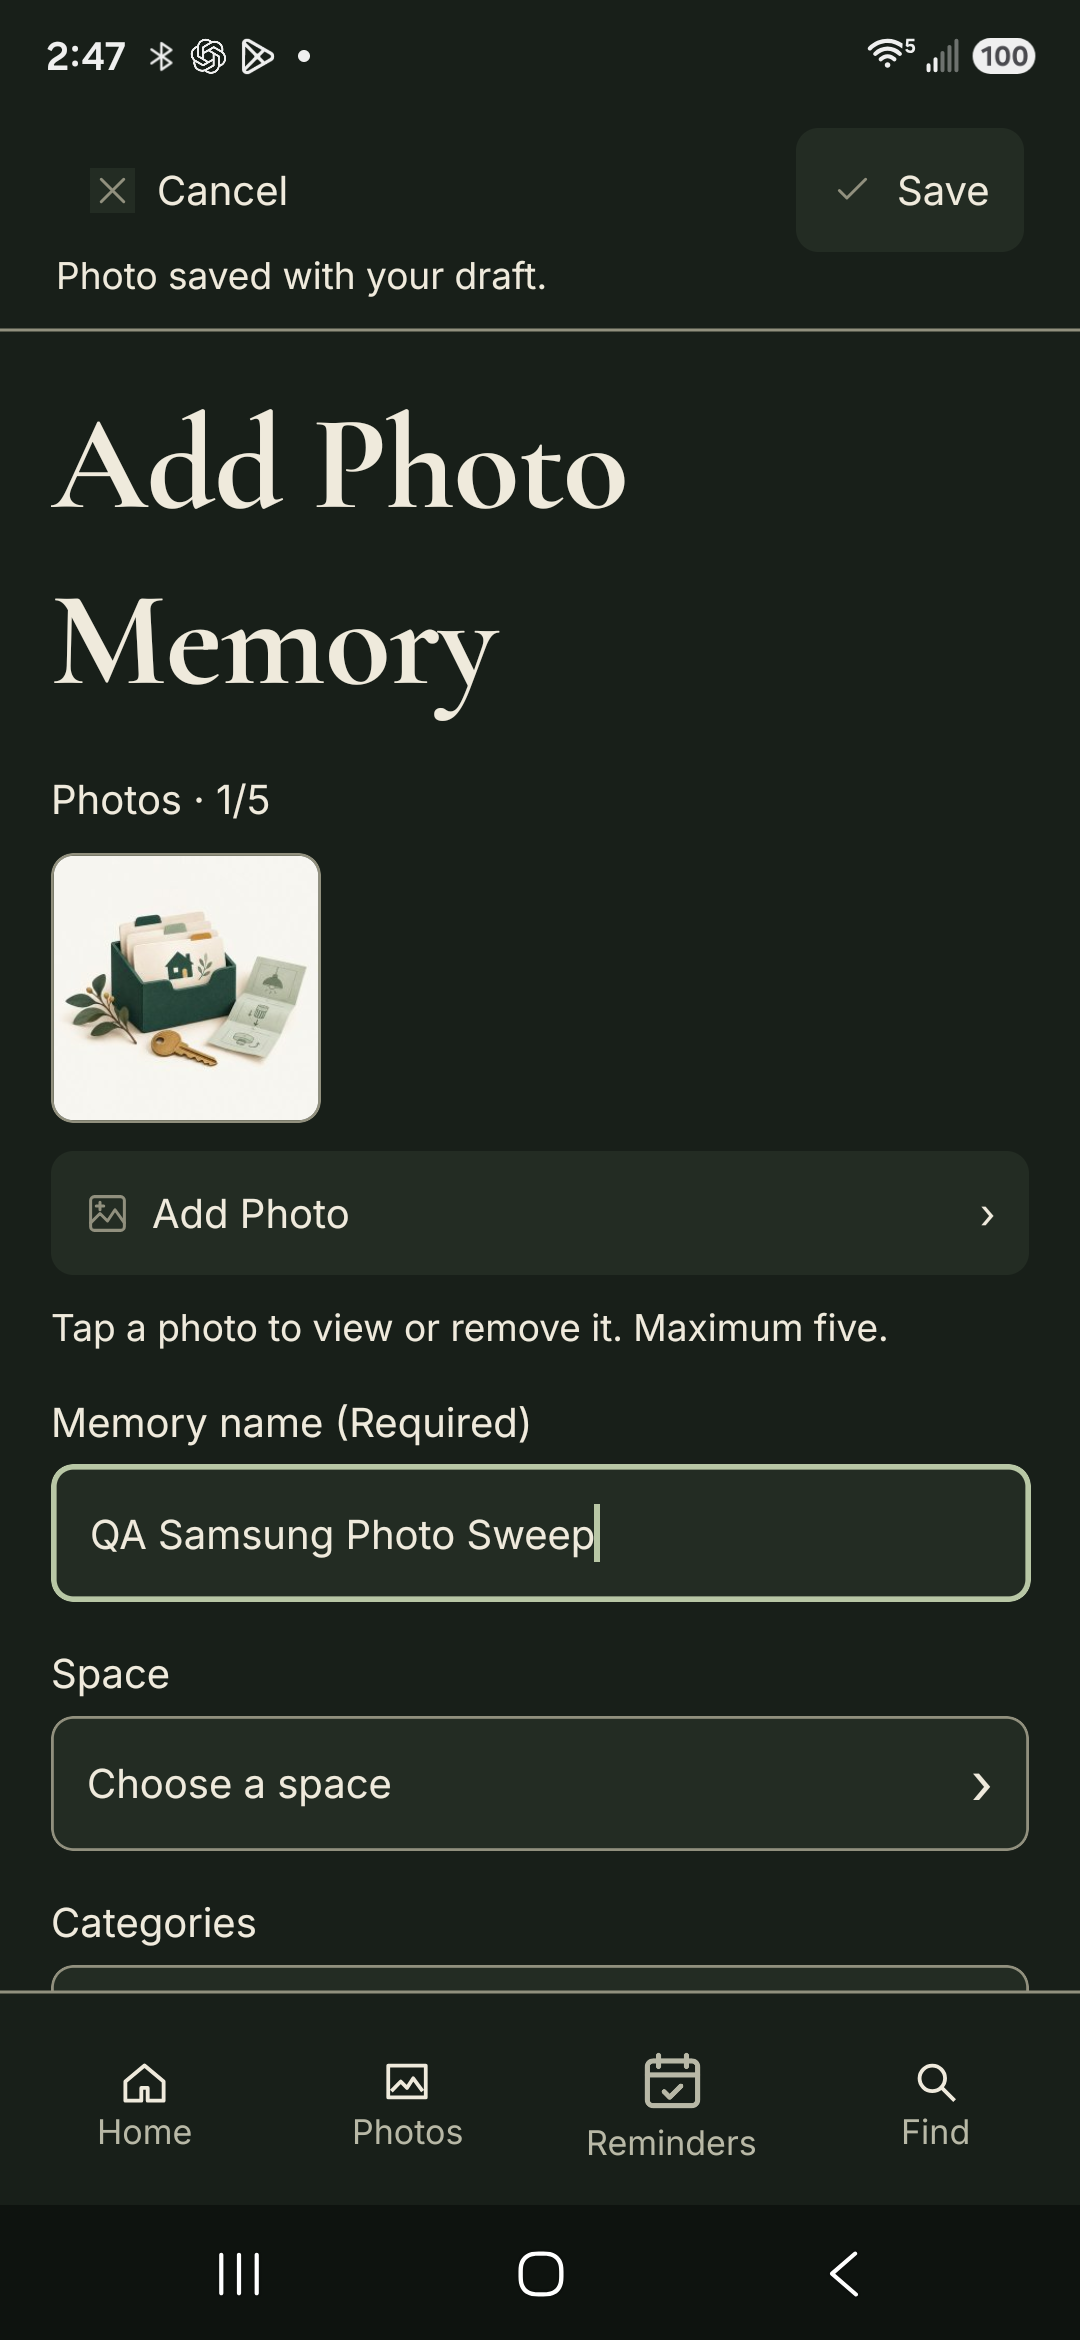 2:47
5
100
Cancel
Save
Photo saved with your draft.
Add Photo
Memory
Photos · 1/5
Add Photo
Tap a photo to view or remove it. Maximum five.
Memory name (Required)
QA Samsung Photo Sweep
Space
Choose a space
Categories
Home
Photos
Reminders
Find